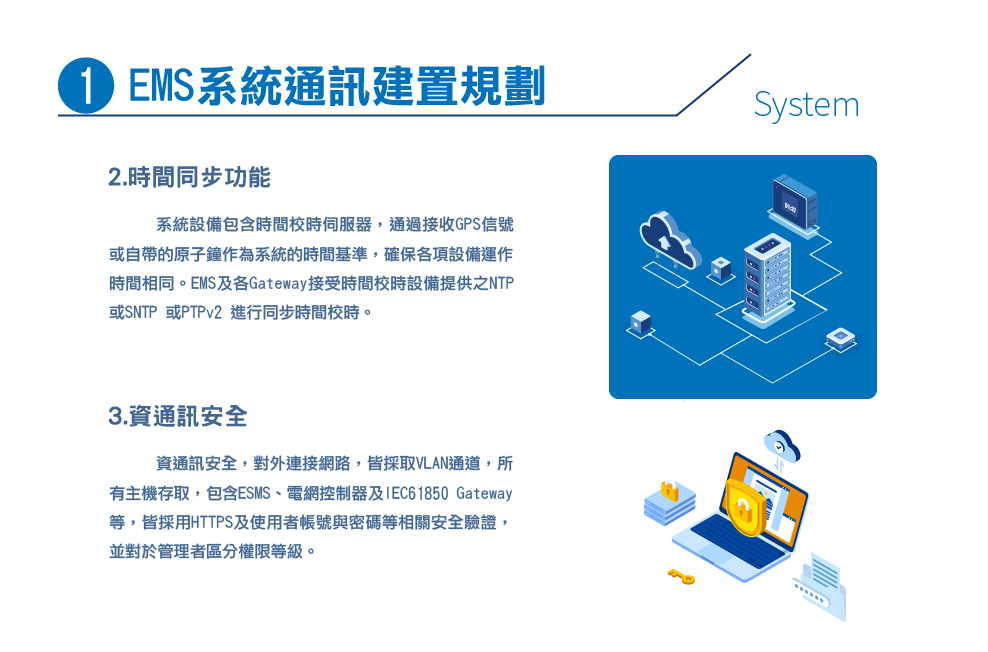 1 EMS系統通訊建置規劃
System
2.時間同步功能
系統設備包含時間校時伺服器，通過接收GPS信號
或自帶的原子鐘作為系統的時間基準，確保各項設備運作
時間相同。EMS及各Gateway接受時間校時設備提供之NTP
或SNTP 或PTPv2 進行同步時間校時。
3.資通訊安全
資通訊安全，對外連接網路，皆採取VLAN通道，所
有主機存取，包含ESMS、電網控制器及IEC61850 Gateway
等，皆採用HTTPS及使用者帳號與密碼等相關安全驗證，
並對於管理者區分權限等級。